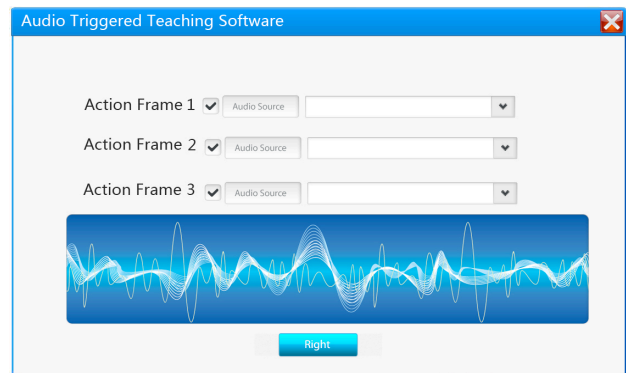 Audio Triggered Teaching Software
Action Frame 1 Audio Source
Action Frame 2 Audio Source
Action Frame 3 Audio Source
Right